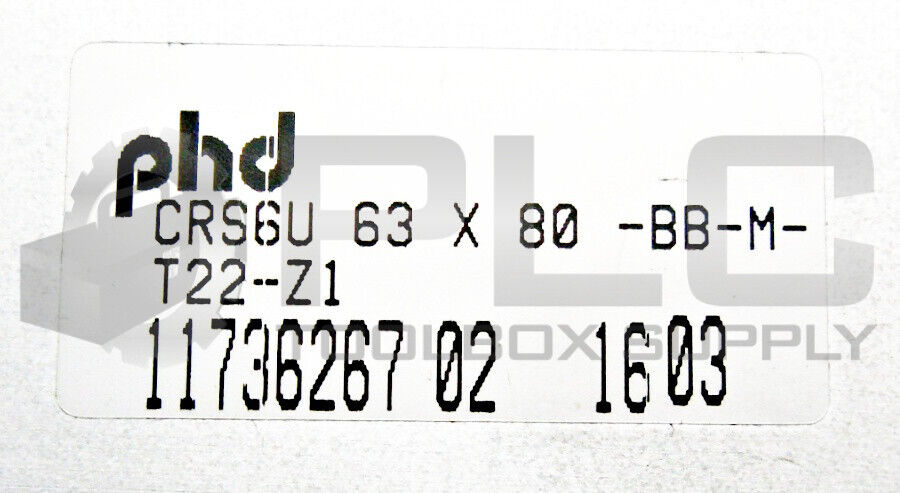 phd
CRS6U 63 X 80 -BB-M-
T22-Z1
11736267 02 1603
PLC
TOOLBOX SUPPLY